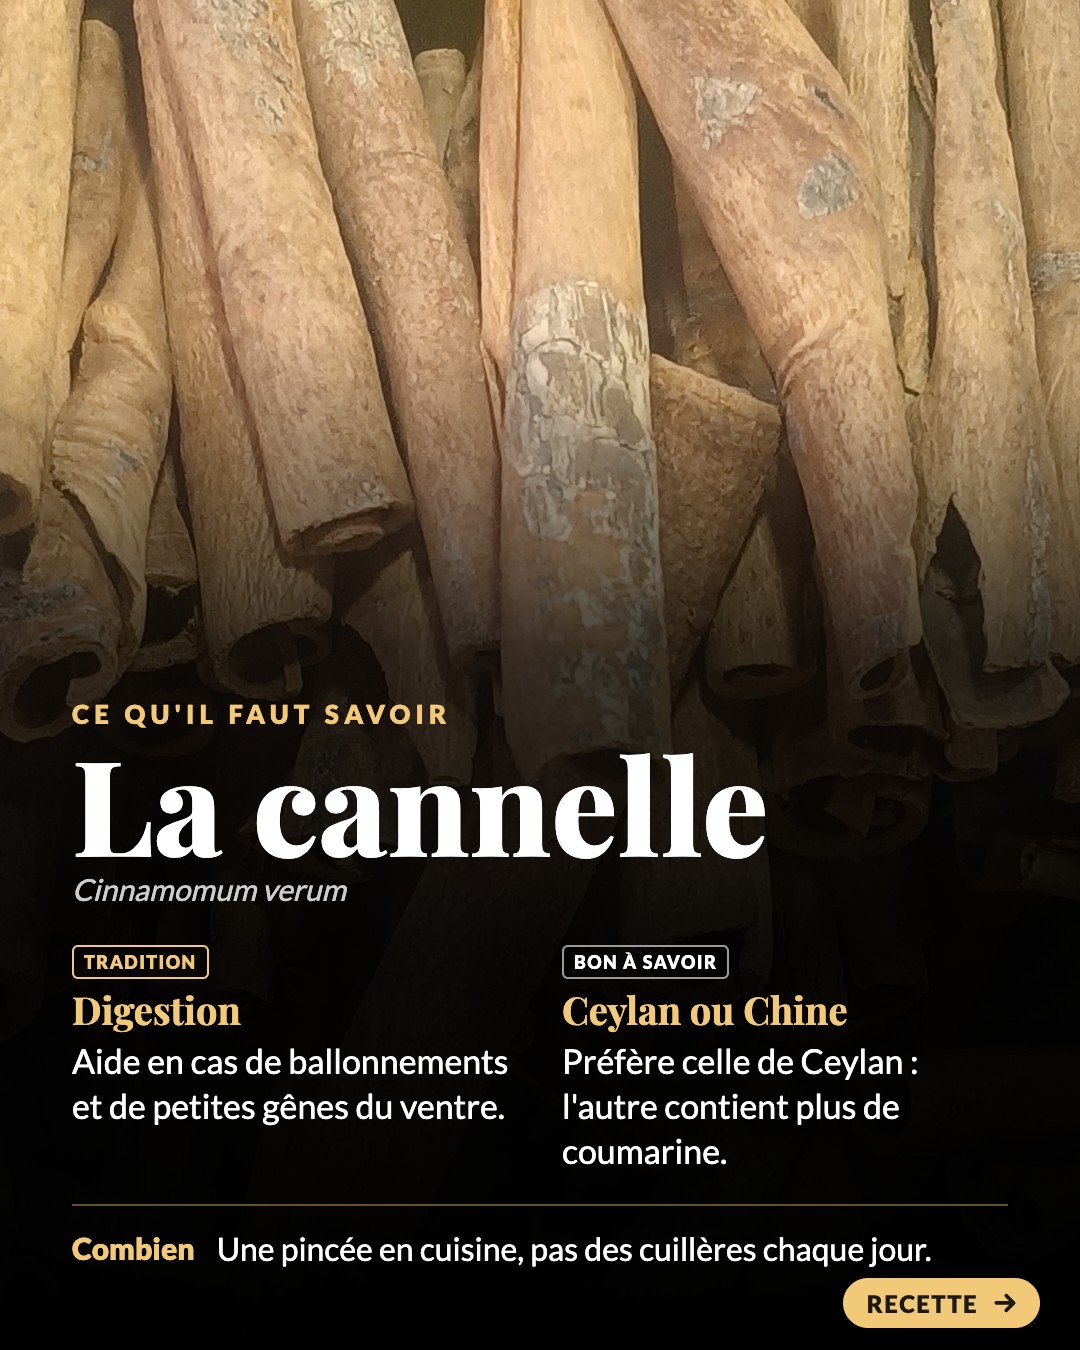 CE QU'IL FAUT SAVOIR
La cannelle
Cinnamomum verum
TRADITION
Digestion
Aide en cas de ballonnements
et de petites gênes du ventre.
BON À SAVOIR
Ceylan ou Chine
Préfère celle de Ceylan :
l'autre contient plus de
coumarine.
Combien Une pincée en cuisine, pas des cuillères chaque jour.
RECETTE →